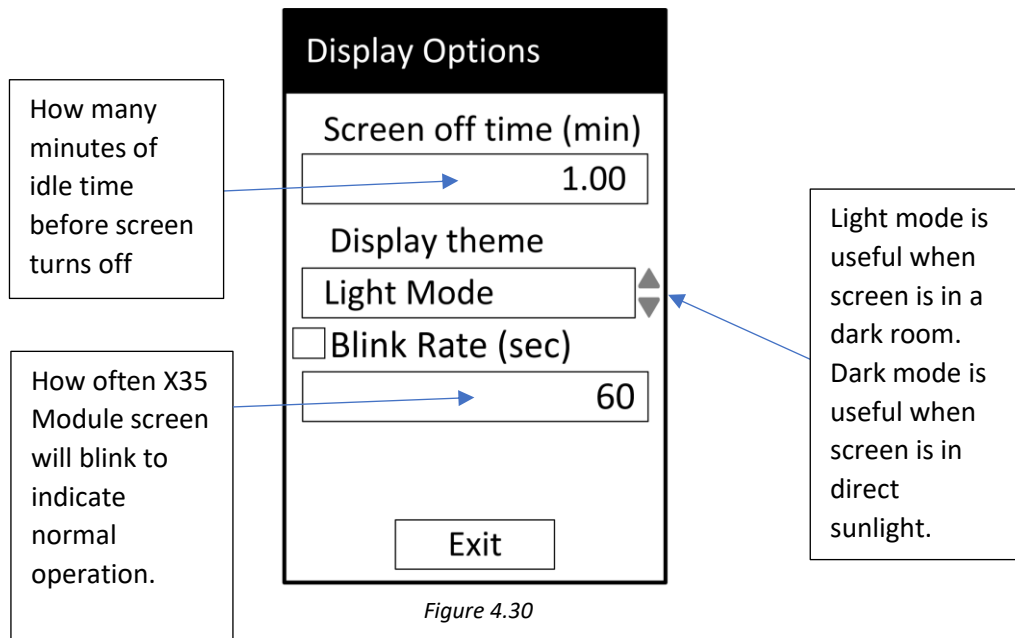 Display Options
How many
minutes of
idle time
before screen
turns off
Screen off time (min)
1.00
Display theme
Light Mode
Light mode is
useful when
screen is in a
dark room.
Dark mode is
useful when
screen is in
direct
sunlight.
Blink Rate (sec)
60
How often X35
Module screen
will blink to
indicate
normal
operation.
Exit
Figure 4.30